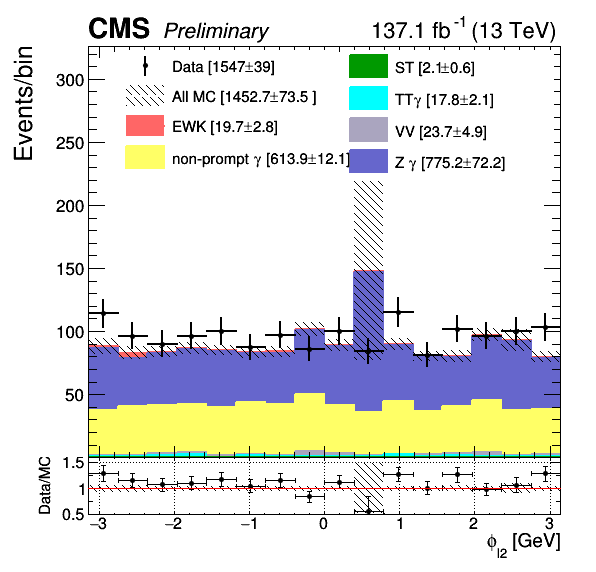 CMS Preliminary 137.1 fb⁻¹ (13 TeV)
Events/bin
300
250
200
150
100
50
Data [1547±39]
All MC [1452.7±73.5 ]
EWK [19.7±2.8]
non-prompt γ [613.9±12.1]
ST [2.1±0.6]
TTγ [17.8±2.1]
VV [23.7±4.9]
Z γ [775.2±72.2]
Data/MC
1.5
1
0.5
−3 −2 −1 0 1 2 3
ϕ_l2 [GeV]